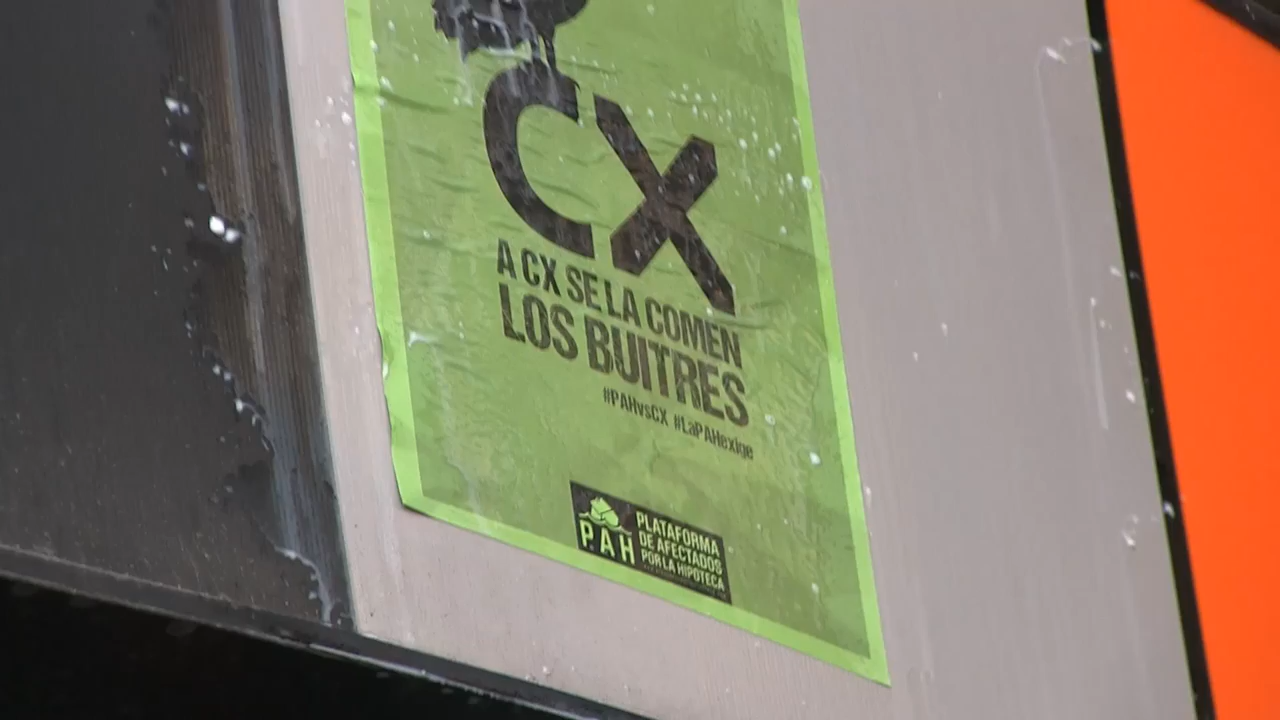 CX
A CX SE LA COMEN
LOS BUITRES
#PAHvsCX #LaPAHexige
PAH
PLATAFORMA
DE AFECTADOS
POR LA HIPOTECA